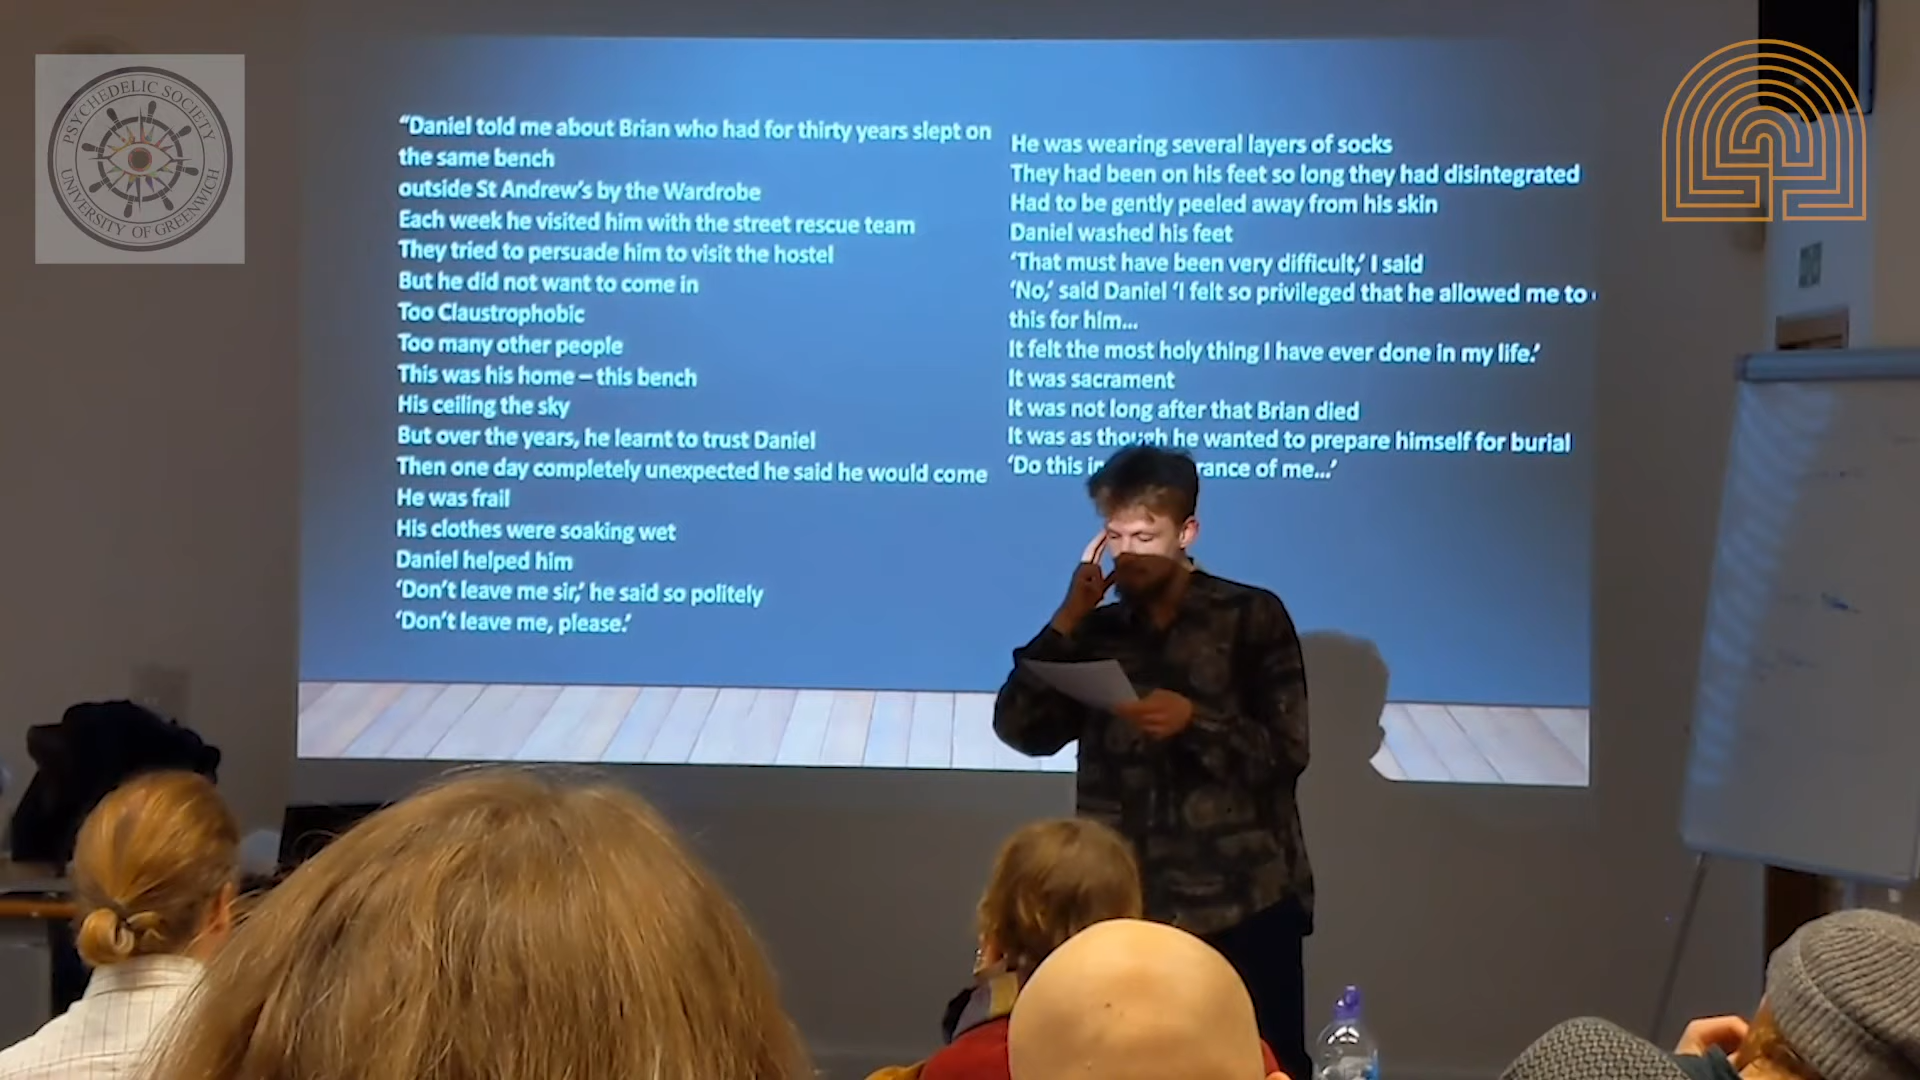 PSYCHEDELIC SOCIETY
UNIVERSITY OF GREENWICH
“Daniel told me about Brian who had for thirty years slept on
the same bench
outside St Andrew’s by the Wardrobe
Each week he visited him with the street rescue team
They tried to persuade him to visit the hostel
But he did not want to come in
Too Claustrophobic
Too many other people
This was his home – this bench
His ceiling the sky
But over the years, he learnt to trust Daniel
Then one day completely unexpected he said he would come
He was frail
His clothes were soaking wet
Daniel helped him
‘Don’t leave me sir,’ he said so politely
‘Don’t leave me, please.’
He was wearing several layers of socks
They had been on his feet so long they had disintegrated
Had to be gently peeled away from his skin
Daniel washed his feet
‘That must have been very difficult,’ I said
‘No,’ said Daniel ‘I felt so privileged that he allowed me to
this for him...
It felt the most holy thing I have ever done in my life.’
It was sacrament
It was not long after that Brian died
It was as though he wanted to prepare himself for burial
‘Do this of me...’